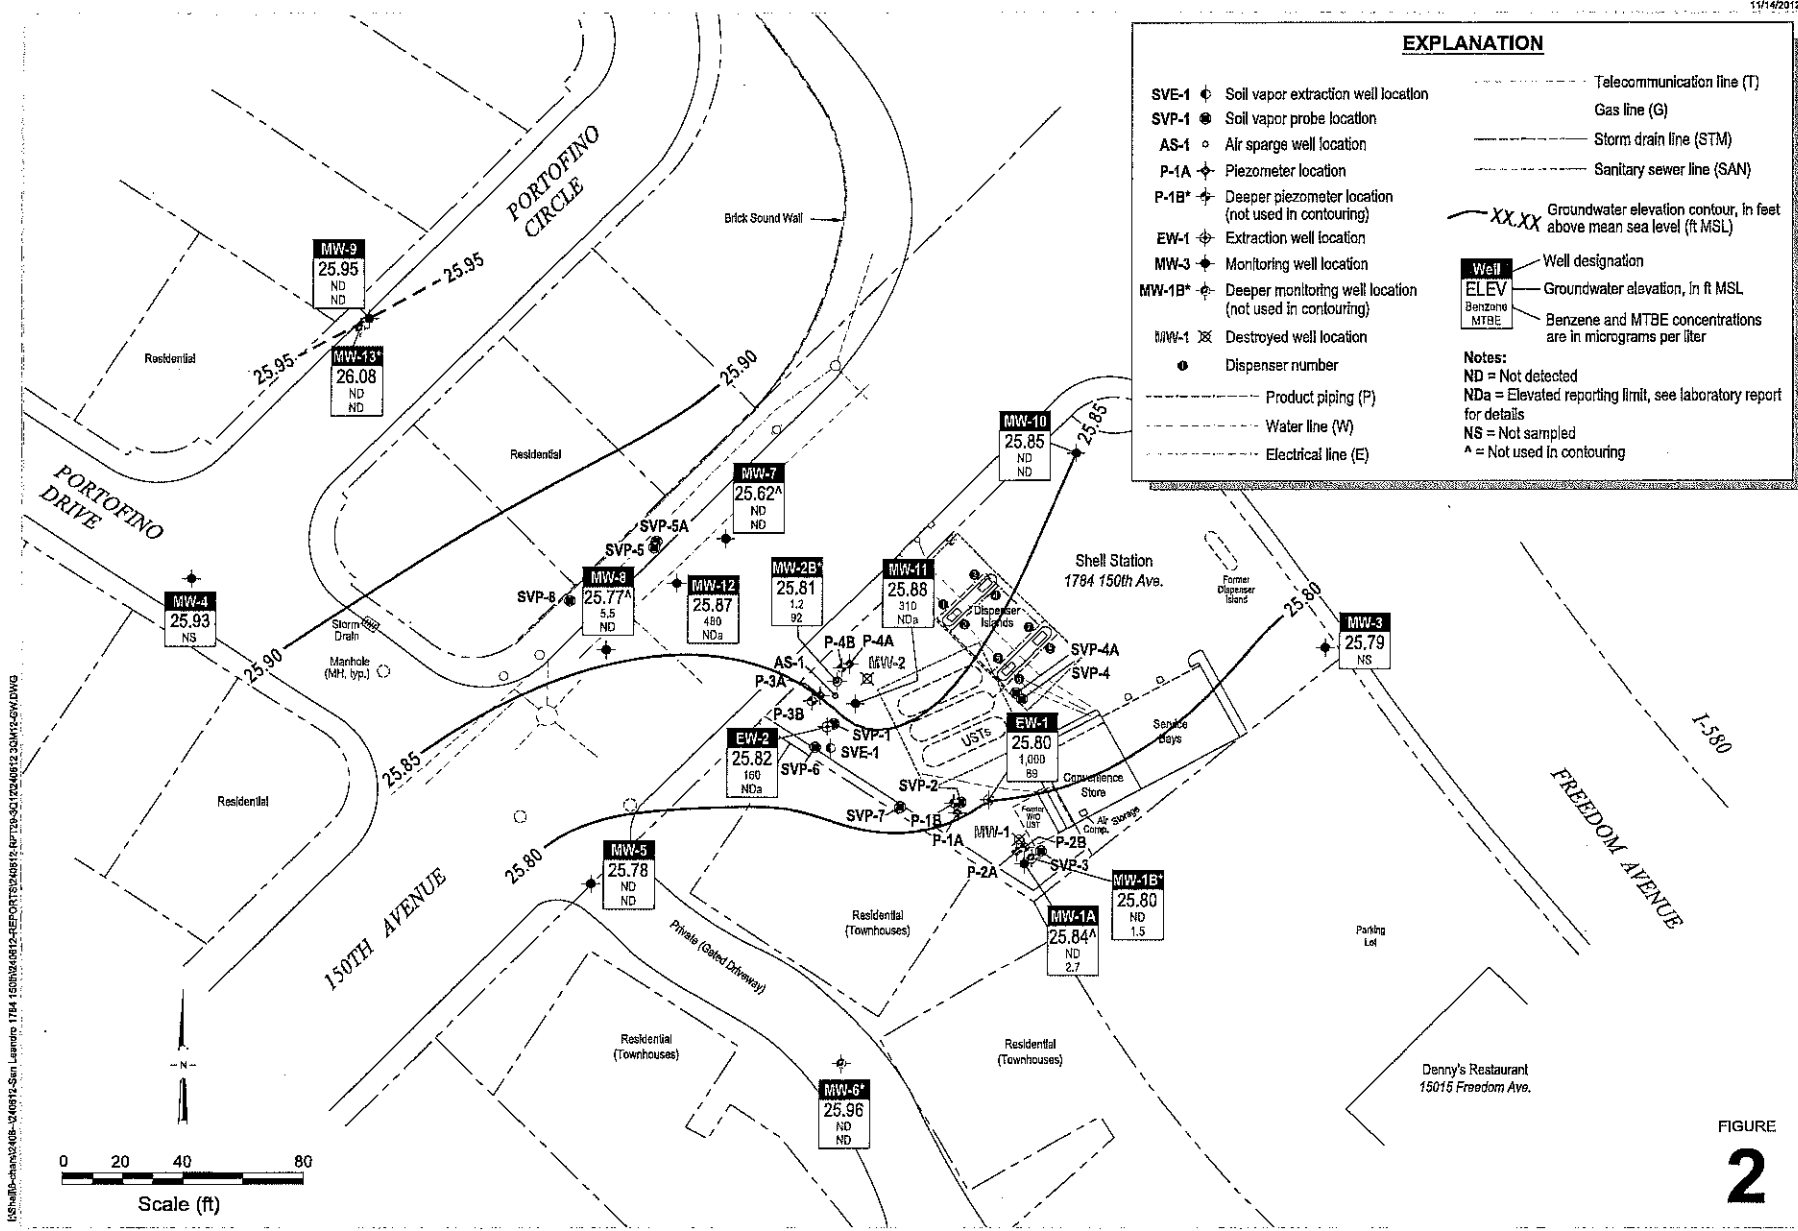 11/14/2012
EXPLANATION
SVE-1 Soil vapor extraction well location
SVP-1 Soil vapor probe location
AS-1 Air sparge well location
P-1A Piezometer location
P-1B* Deeper piezometer location
(not used in contouring)
EW-1 Extraction well location
MW-3 Monitoring well location
MW-1B* Deeper monitoring well location
(not used in contouring)
MW-1 Destroyed well location
Dispenser number
Product piping (P)
Water line (W)
Electrical line (E)
Telecommunication line (T)
Gas line (G)
Storm drain line (STM)
Sanitary sewer line (SAN)
XX.XX Groundwater elevation contour, in feet
above mean sea level (ft MSL)
Well
ELEV
Benzene
MTBE
Well designation
Groundwater elevation, in ft MSL
Benzene and MTBE concentrations
are in micrograms per liter
Notes:
ND = Not detected
NDa = Elevated reporting limit, see laboratory report
for details
NS = Not sampled
^ = Not used in contouring
PORTOFINO
CIRCLE
Brick Sound Wall
MW-9
25.95
ND
ND
25.95
25.95
MW-13*
26.08
ND
ND
Residential
25.90
Residential
PORTOFINO
DRIVE
MW-10
25.85
ND
ND
25.85
MW-7
25.62^
ND
ND
SVP-5A
SVP-5
MW-8
25.77^
5.5
ND
SVP-8
MW-12
25.87
480
NDa
MW-2B*
25.81
1.2
92
MW-11
25.88
310
NDa
Shell Station
1784 150th Ave.
Former
Dispenser
Island
Dispenser
Islands
25.80
MW-3
25.79
NS
MW-4
25.93
NS
Storm
Drain
Manhole
(MH, typ.)
25.90
P-4B
P-4A
AS-1
MW-2
P-3A
P-3B
SVP-4A
SVP-4
EW-2
25.82
160
NDa
SVP-1
SVE-1
SVP-6
USTs
EW-1
25.80
1,000
89
Service
Bays
Convenience
Store
I-580
FREEDOM AVENUE
25.85
Residential
SVP-2
SVP-7
P-1B
P-1A
Former
W/O
UST
Air
Comp.
Storage
MW-1
P-2B
SVP-3
P-2A
25.80
MW-5
25.78
ND
ND
MW-1B*
25.80
ND
1.5
MW-1A
25.84^
ND
2.7
150TH AVENUE
Residential
(Townhouses)
Private (Gated Driveway)
Parking
Lot
N
Residential
(Townhouses)
Residential
(Townhouses)
MW-6*
25.96
ND
ND
Denny's Restaurant
15015 Freedom Ave.
0 20 40 80
Scale (ft)
FIGURE
2